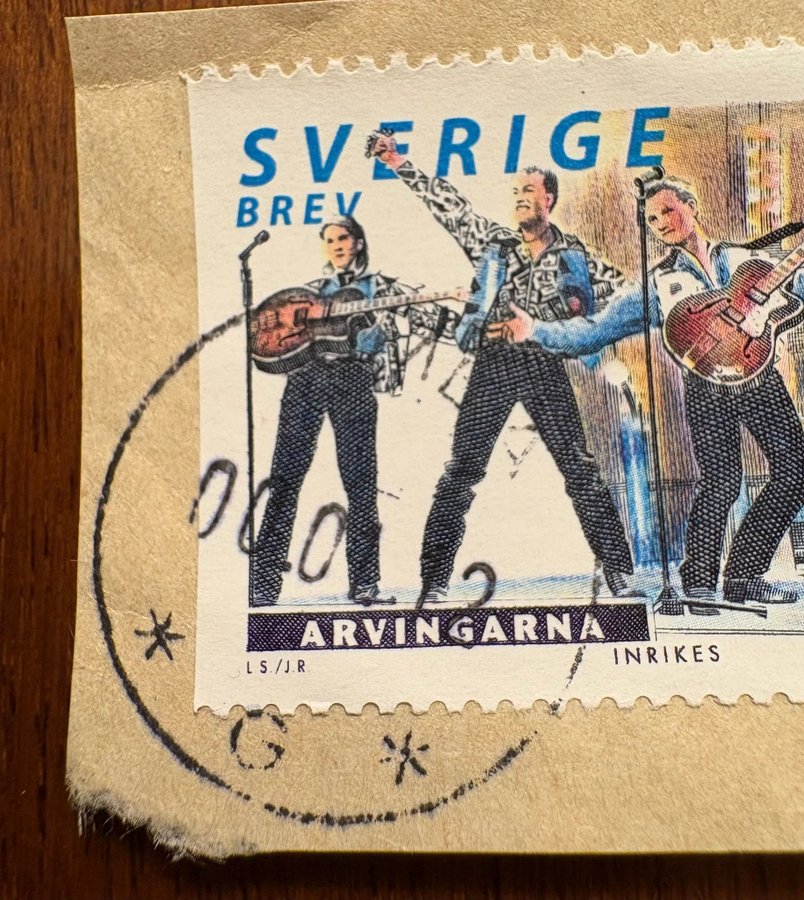 SVERIGE
BREV
ARVINGARNA
L S./J.R.
INRIKES
G